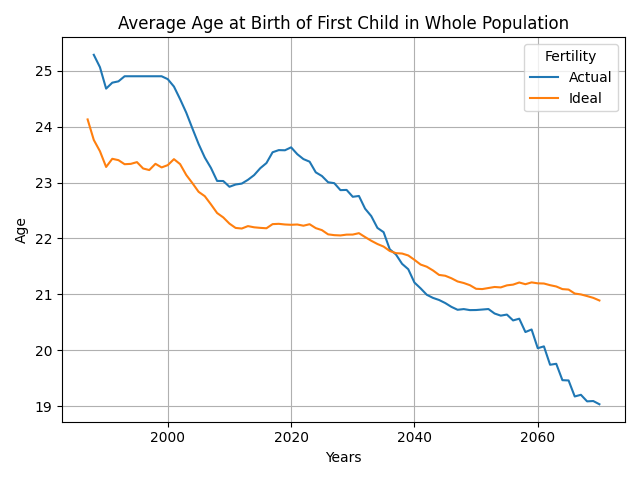 Average Age at Birth of First Child in Whole Population
Fertility
Actual
Ideal
Age
25
24
23
22
21
20
19
2000 2020 2040 2060
Years